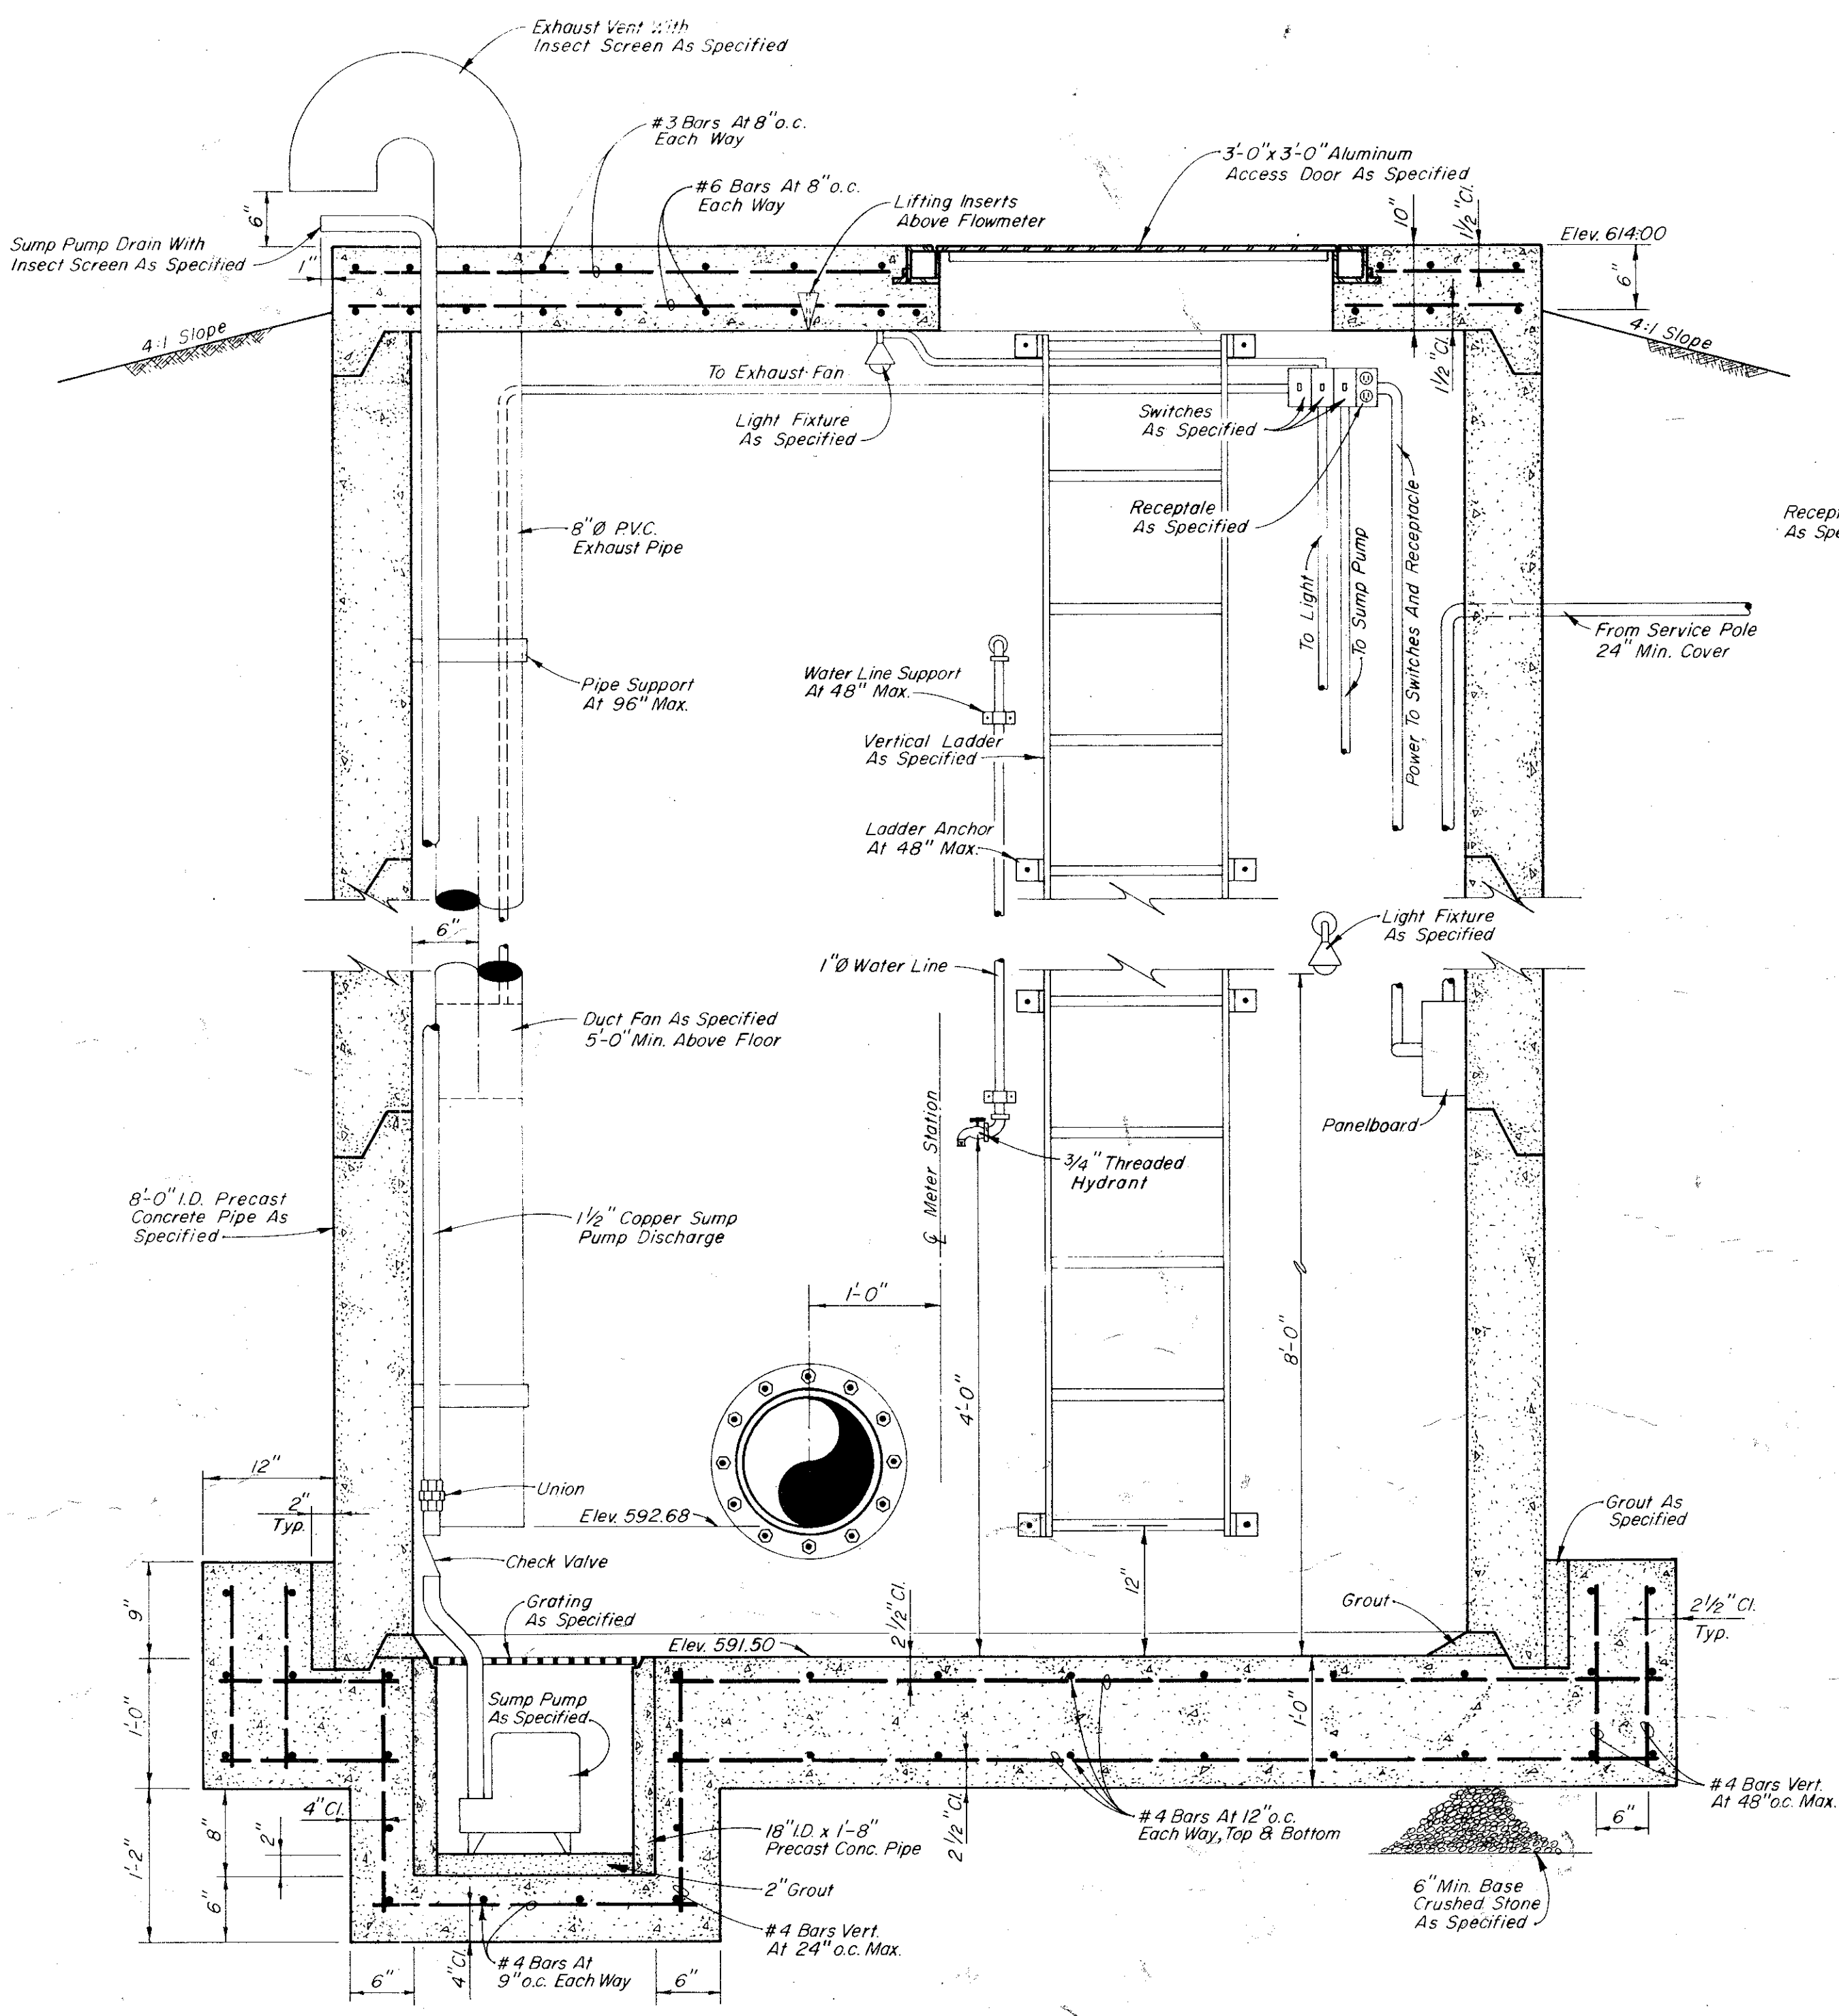 Exhaust Vent With
Insect Screen As Specified
#3 Bars At 8" o.c.
Each Way
#6 Bars At 8" o.c.
Each Way
Lifting Inserts
Above Flowmeter
3'-0" x 3'-0" Aluminum
Access Door As Specified
10"
1 1/2" Cl.
Elev. 614.00
6"
6"
Sump Pump Drain With
Insect Screen As Specified
1"
4:1 Slope
4:1 Slope
1 1/2" Cl.
To Exhaust Fan
Light Fixture
As Specified
Switches
As Specified
Receptale
As Specified
8" Ø P.V.C.
Exhaust Pipe
To Light
To Sump Pump
Power To Switches And Receptacle
Recept
As Spe
From Service Pole
24" Min. Cover
Pipe Support
At 96" Max.
Water Line Support
At 48" Max.
Vertical Ladder
As Specified
Ladder Anchor
At 48" Max.
6"
Light Fixture
As Specified
1" Ø Water Line
Duct Fan As Specified
5'-0" Min. Above Floor
℄ Meter Station
Panelboard
3/4" Threaded
Hydrant
8'-0" I.D. Precast
Concrete Pipe As
Specified
1 1/2" Copper Sump
Pump Discharge
1'-0"
4'-0"
8'-0"
12"
2"
Typ.
Union
Elev. 592.68
Check Valve
Grout As
Specified
9"
Grating
As Specified
12"
2 1/2" Cl.
Grout
2 1/2" Cl.
Typ.
Elev. 591.50
1'-0"
Sump Pump
As Specified
1'-0"
4" Cl.
8"
2"
1'-2"
6"
18" I.D. x 1'-8"
Precast Conc. Pipe
2 1/2" Cl.
#4 Bars At 12" o.c.
Each Way, Top & Bottom
#4 Bars Vert.
At 48" o.c. Max.
6"
2" Grout
6" Min. Base
Crushed Stone
As Specified
#4 Bars Vert.
At 24" o.c. Max.
4" Cl.
#4 Bars At
9" o.c. Each Way
6"
6"